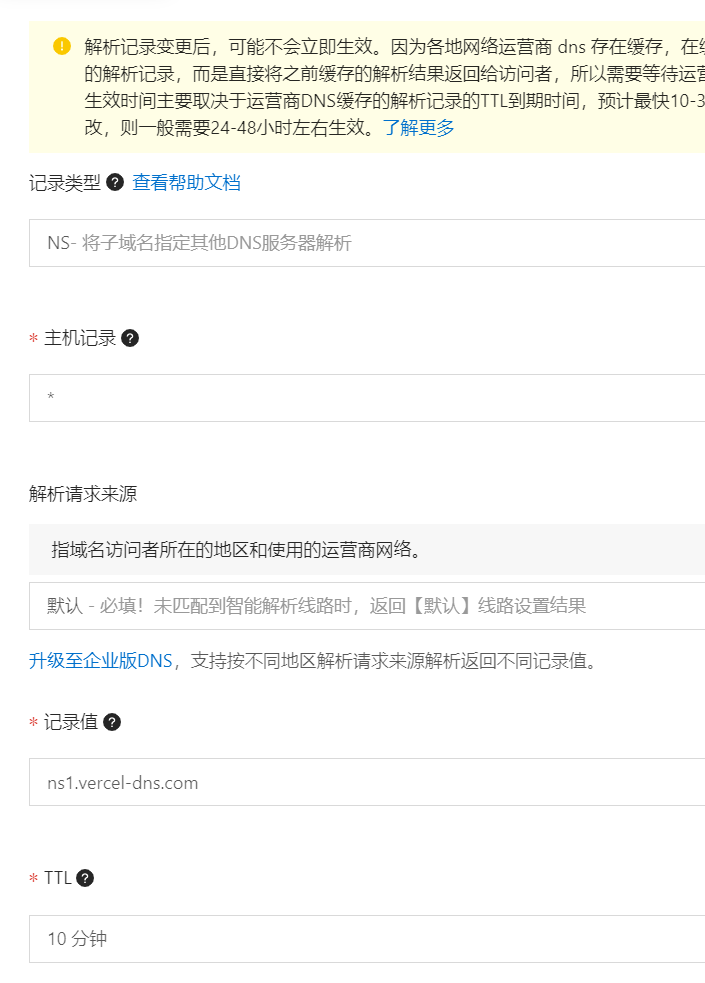 解析记录变更后，可能不会立即生效。因为各地网络运营商 dns 存在缓存，在
的解析记录，而是直接将之前缓存的解析结果返回给访问者，所以需要等待运营
生效时间主要取决于运营商DNS缓存的解析记录的TTL到期时间，预计最快10-3
改，则一般需要24-48小时左右生效。了解更多
记录类型 ? 查看帮助文档
NS- 将子域名指定其他DNS服务器解析
* 主机记录 ?
*
解析请求来源
指域名访问者所在的地区和使用的运营商网络。
默认 - 必填！未匹配到智能解析线路时，返回【默认】线路设置结果
升级至企业版DNS，支持按不同地区解析请求来源解析返回不同记录值。
* 记录值 ?
ns1.vercel-dns.com
* TTL ?
10 分钟